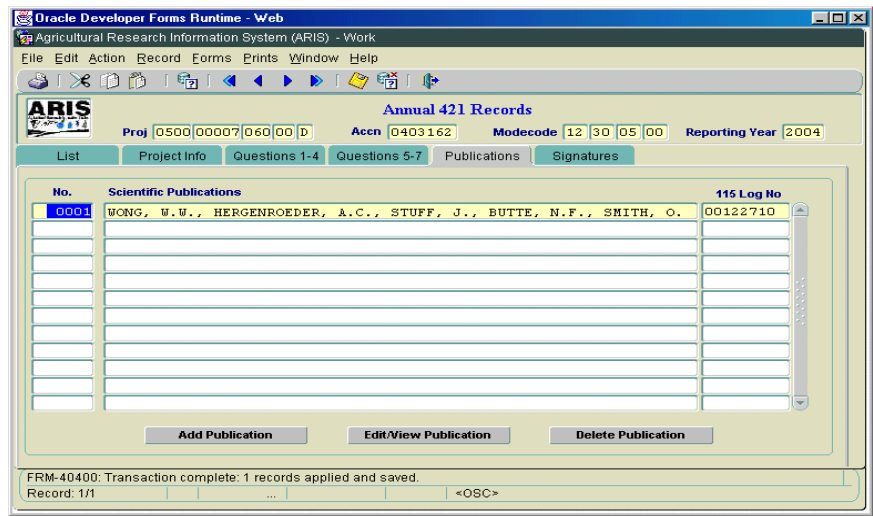 Oracle Developer Forms Runtime - Web
Agricultural Research Information System (ARIS) - Work
File Edit Action Record Forms Prints Window Help
ARIS
Annual 421 Records
Proj 0500 00007 060 00 D Accn 0403162 Modecode 12 30 05 00 Reporting Year 2004
List Project Info Questions 1-4 Questions 5-7 Publications Signatures
No. Scientific Publications 115 Log No
0001 WONG, W.W., HERGENROEDER, A.C., STUFF, J., BUTTE, N.F., SMITH, O. 00122710
Add Publication Edit/View Publication Delete Publication
FRM-40400: Transaction complete: 1 records applied and saved.
Record: 1/1 ... <OSC>